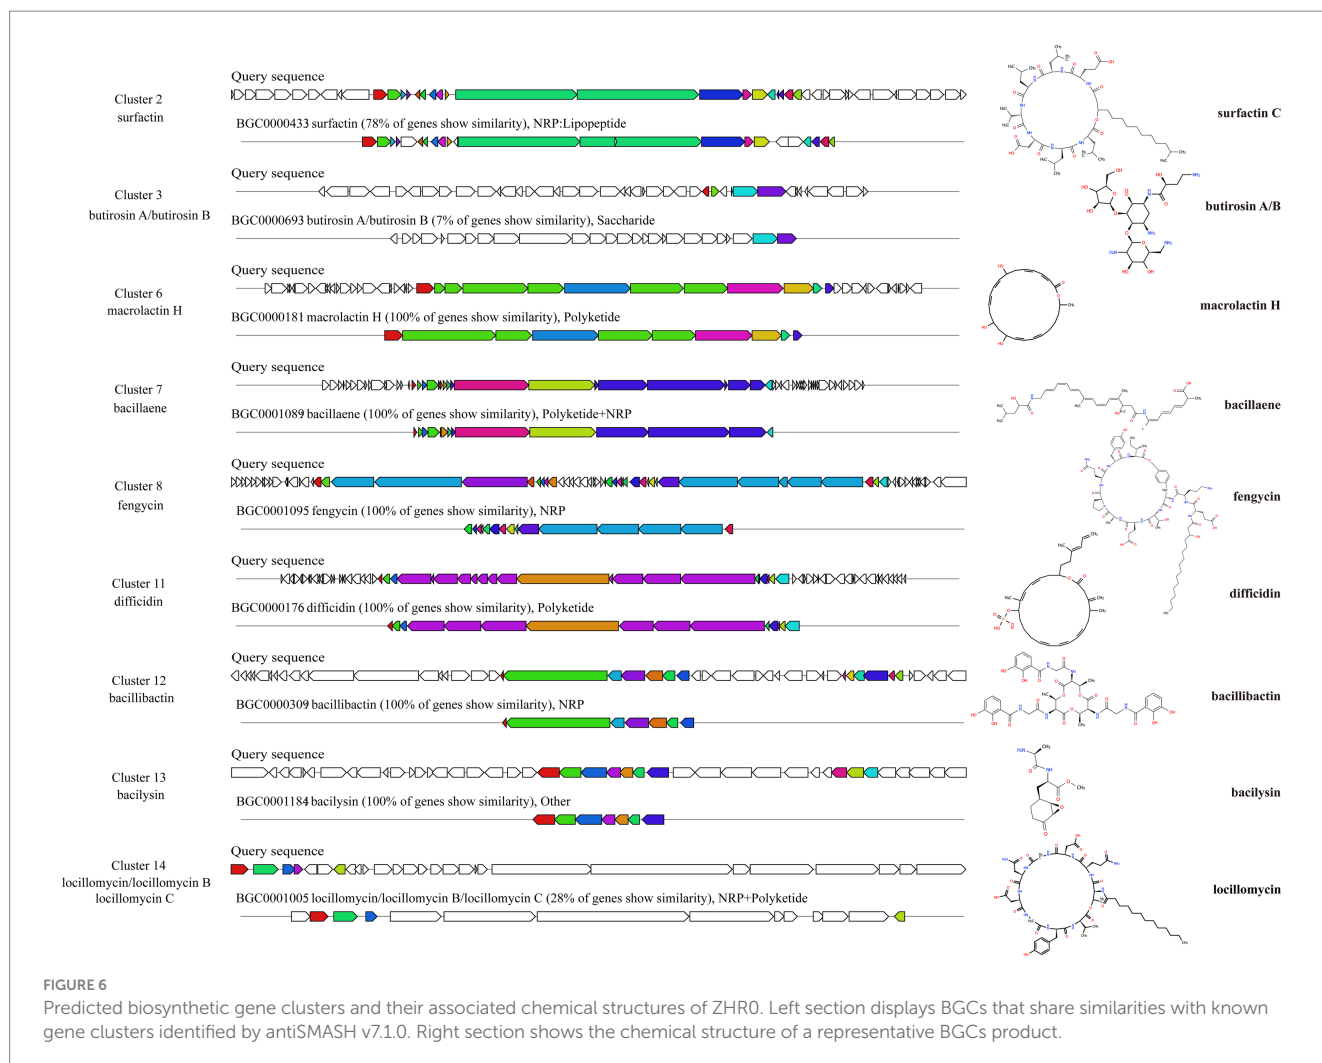 Query sequence
Cluster 2
surfactin
BGC0000433 surfactin (78% of genes show similarity), NRP:Lipopeptide
surfactin C
Query sequence
Cluster 3
butirosin A/butirosin B
BGC0000693 butirosin A/butirosin B (7% of genes show similarity), Saccharide
butirosin A/B
Query sequence
Cluster 6
macrolactin H
BGC0000181 macrolactin H (100% of genes show similarity), Polyketide
macrolactin H
Query sequence
Cluster 7
bacillaene
BGC0001089 bacillaene (100% of genes show similarity), Polyketide+NRP
bacillaene
Query sequence
Cluster 8
fengycin
BGC0001095 fengycin (100% of genes show similarity), NRP
fengycin
Query sequence
Cluster 11
difficidin
BGC0000176 difficidin (100% of genes show similarity), Polyketide
difficidin
Query sequence
Cluster 12
bacillibactin
BGC0000309 bacillibactin (100% of genes show similarity), NRP
bacillibactin
Query sequence
Cluster 13
bacilysin
BGC0001184 bacilysin (100% of genes show similarity), Other
bacilysin
Query sequence
Cluster 14
locillomycin/locillomycin B
locillomycin C
BGC0001005 locillomycin/locillomycin B/locillomycin C (28% of genes show similarity), NRP+Polyketide
locillomycin
FIGURE 6
Predicted biosynthetic gene clusters and their associated chemical structures of ZHR0. Left section displays BGCs that share similarities with known
gene clusters identified by antiSMASH v7.1.0. Right section shows the chemical structure of a representative BGCs product.